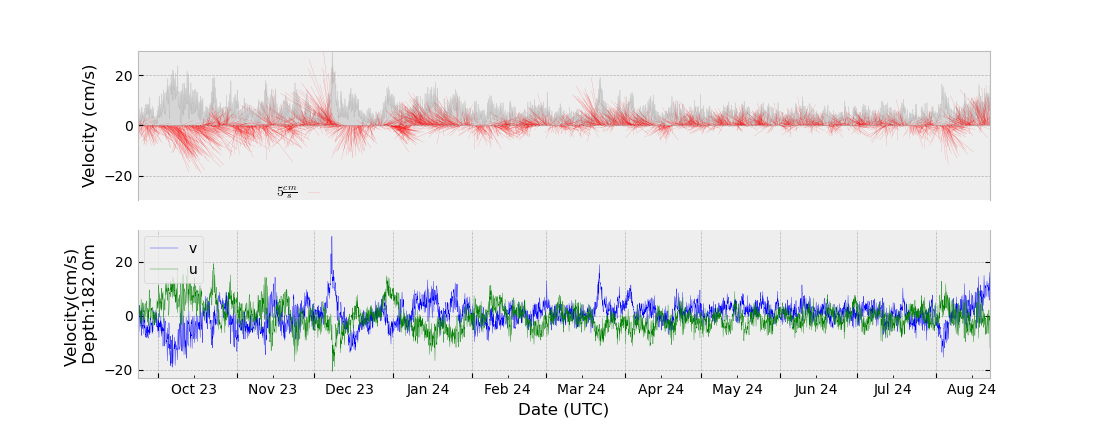 Velocity (cm/s)
20
0
−20
5 cm/s
Velocity(cm/s)
Depth:182.0m
20
0
−20
v
u
Oct 23 Nov 23 Dec 23 Jan 24 Feb 24 Mar 24 Apr 24 May 24 Jun 24 Jul 24 Aug 24
Date (UTC)